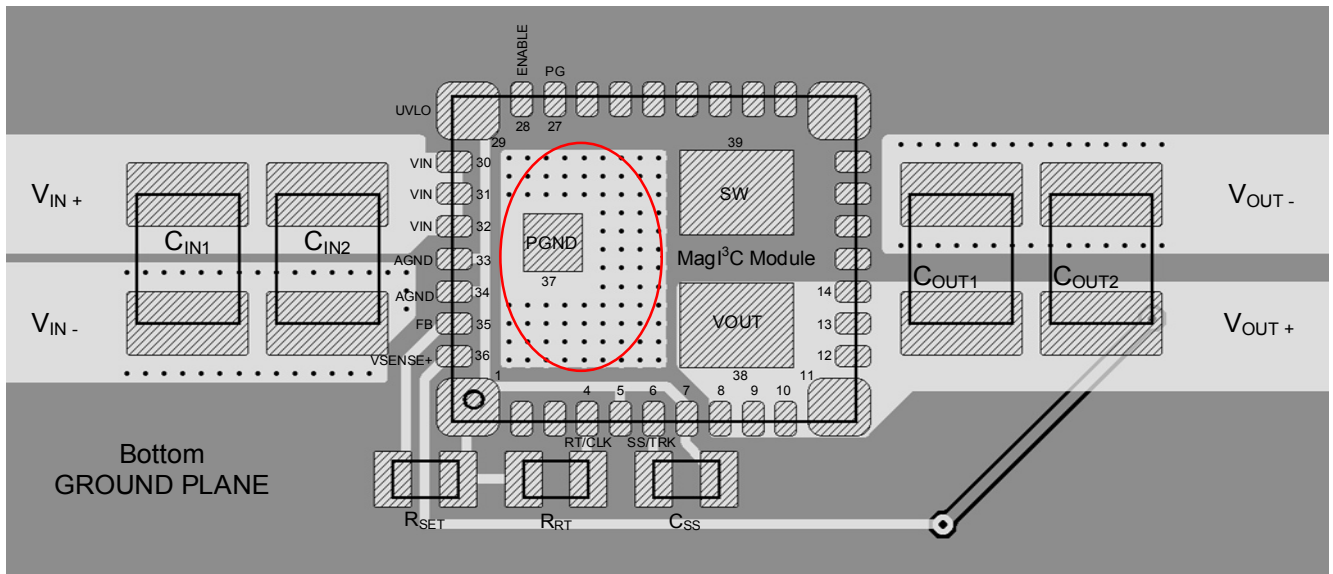 ENABLE
PG
UVLO
28
27
29
39
VIN
30
VIN
31
VIN
32
AGND
33
AGND
34
FB
35
VSENSE+
36
V IN +
V IN -
CIN1
CIN2
PGND
37
SW
MagI³C Module
VOUT
38
14
13
12
11
1
4
5
6
7
8
9
10
COUT1
COUT2
VOUT -
VOUT +
RT/CLK
SS/TRK
Bottom
GROUND PLANE
RSET
RRT
CSS